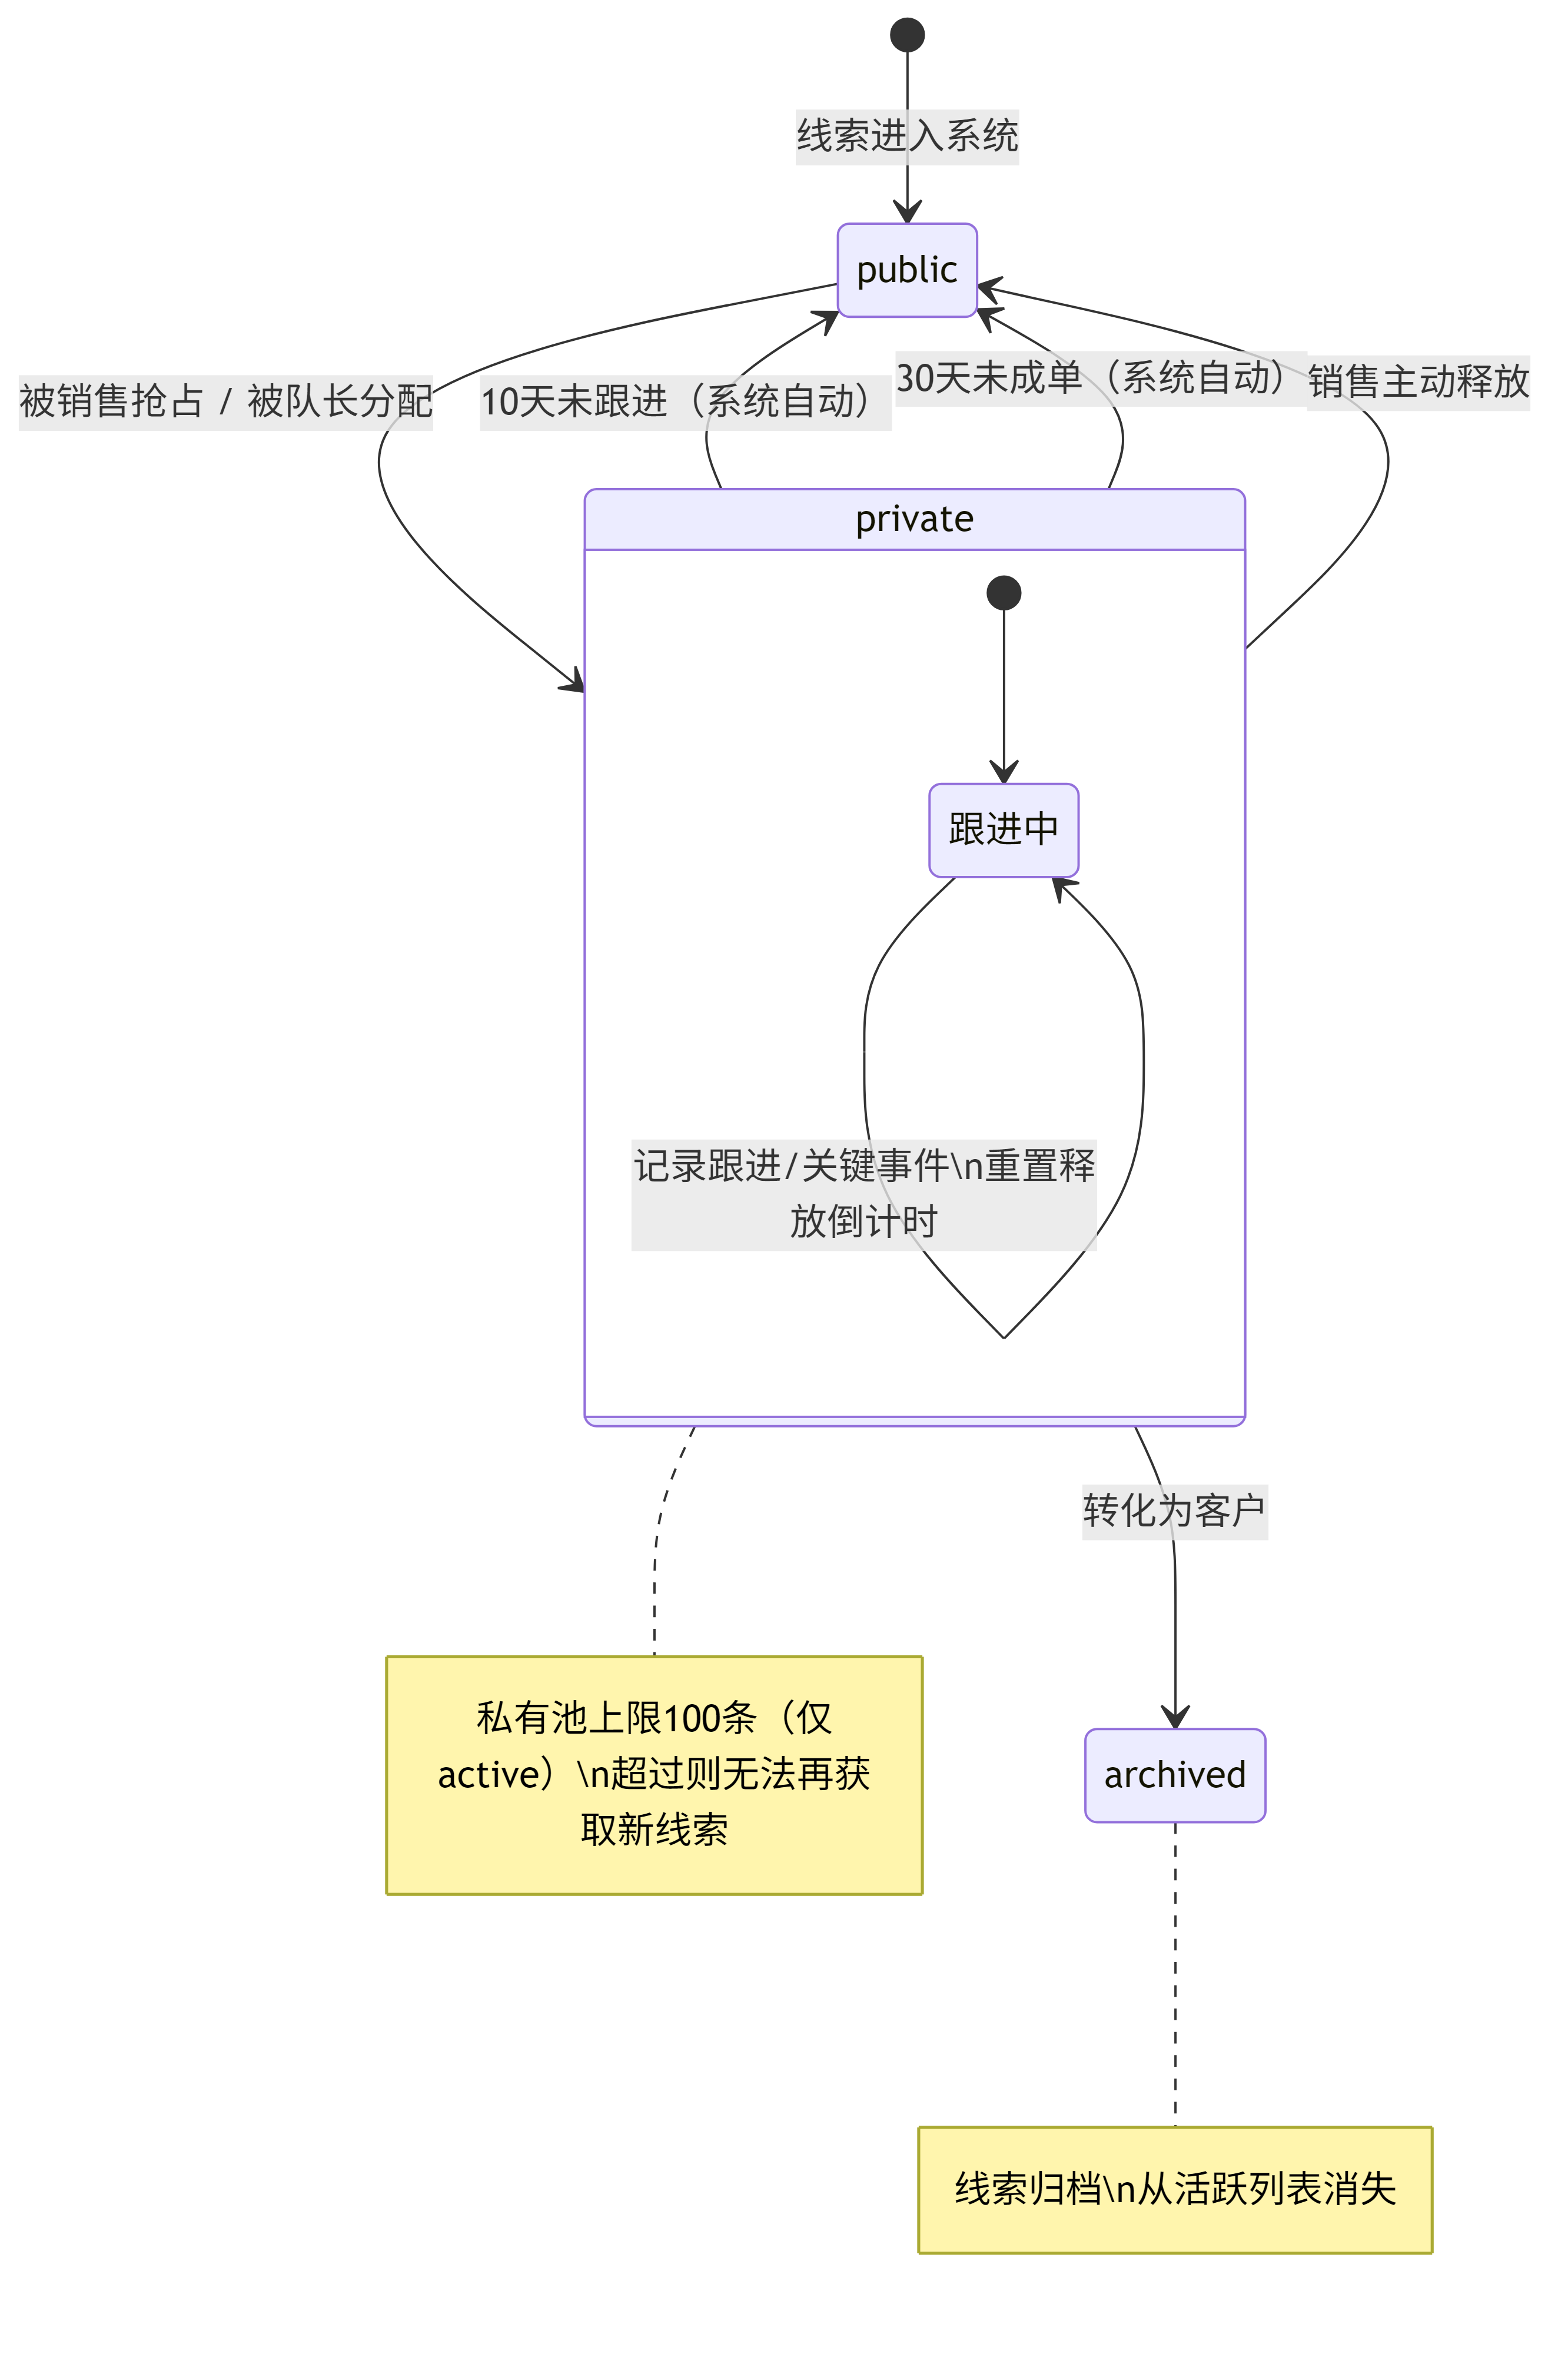 线索进入系统
public
被销售抢占 / 被队长分配
10天未跟进（系统自动）
30天未成单（系统自动）
销售主动释放
private
跟进中
记录跟进/关键事件\n重置释
放倒计时
转化为客户
私有池上限100条（仅
active）\n超过则无法再获
取新线索
archived
线索归档\n从活跃列表消失